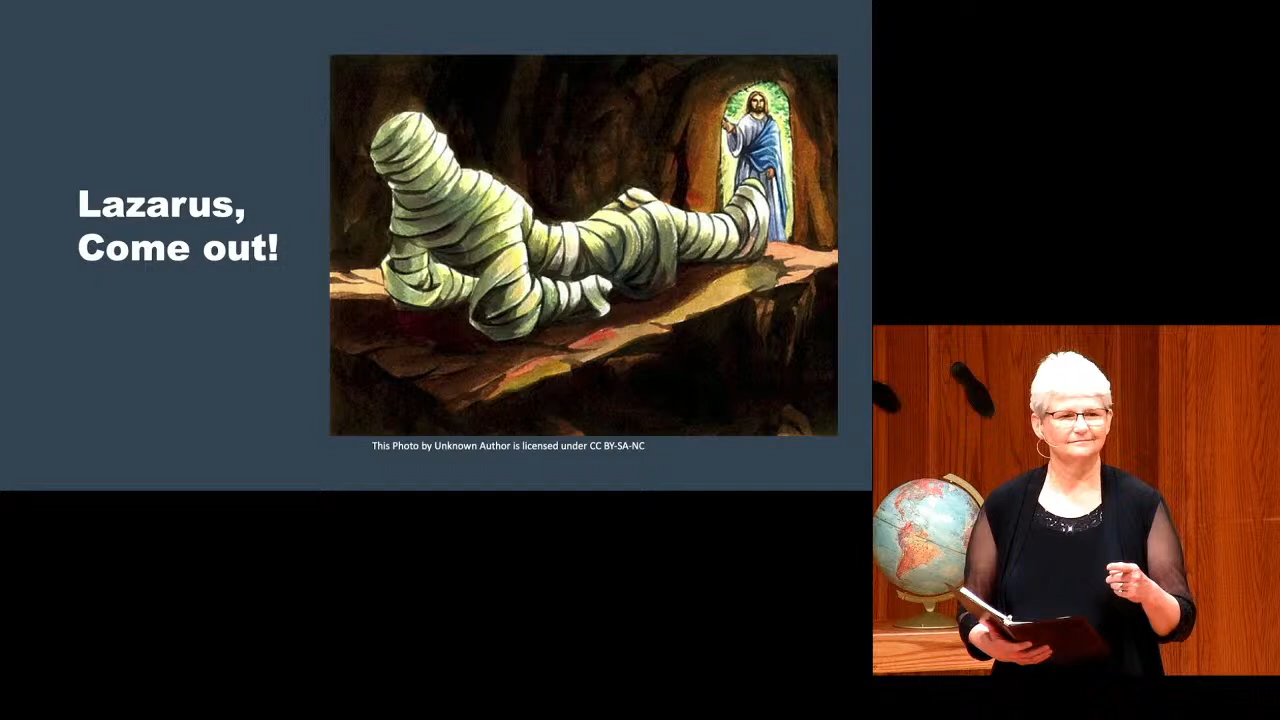 Lazarus,
Come out!
This Photo by Unknown Author is licensed under CC BY-SA-NC